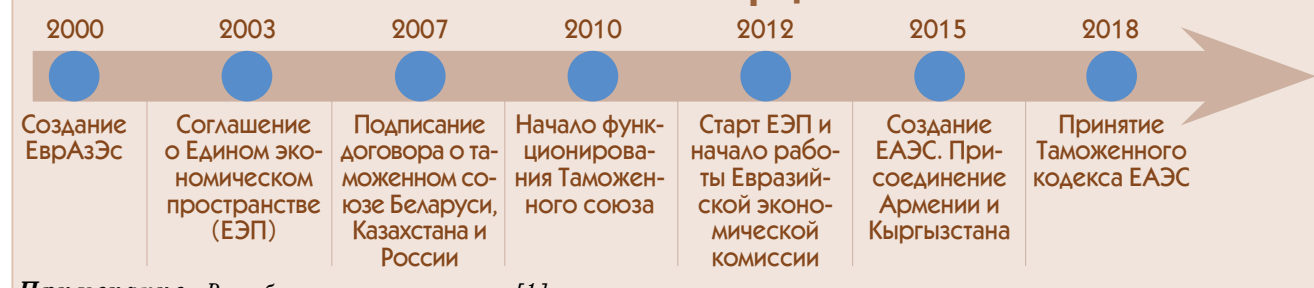 2000
2003
2007
2010
2012
2015
2018
Создание
ЕврАзЭс
Соглашение
о Едином эко-
номическом
пространстве
(ЕЭП)
Подписание
договора о та-
моженном со-
юзе Беларуси,
Казахстана и
России
Начало функ-
ционирова-
ния Таможен-
ного союза
Старт ЕЭП и
начало рабо-
ты Евразий-
ской эконо-
мической
комиссии
Создание
ЕАЭС. При-
соединение
Армении и
Кыргызстана
Принятие
Таможенного
кодекса ЕАЭС